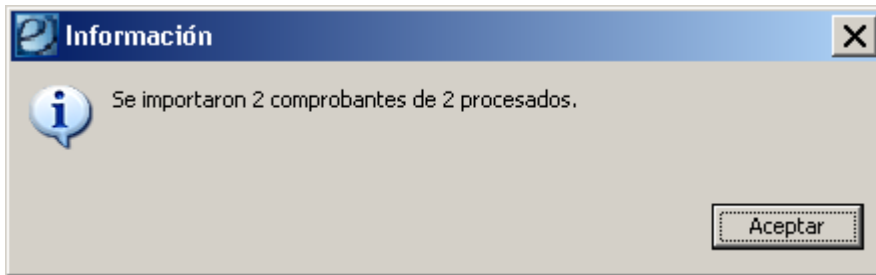 Información
Se importaron 2 comprobantes de 2 procesados.
Aceptar